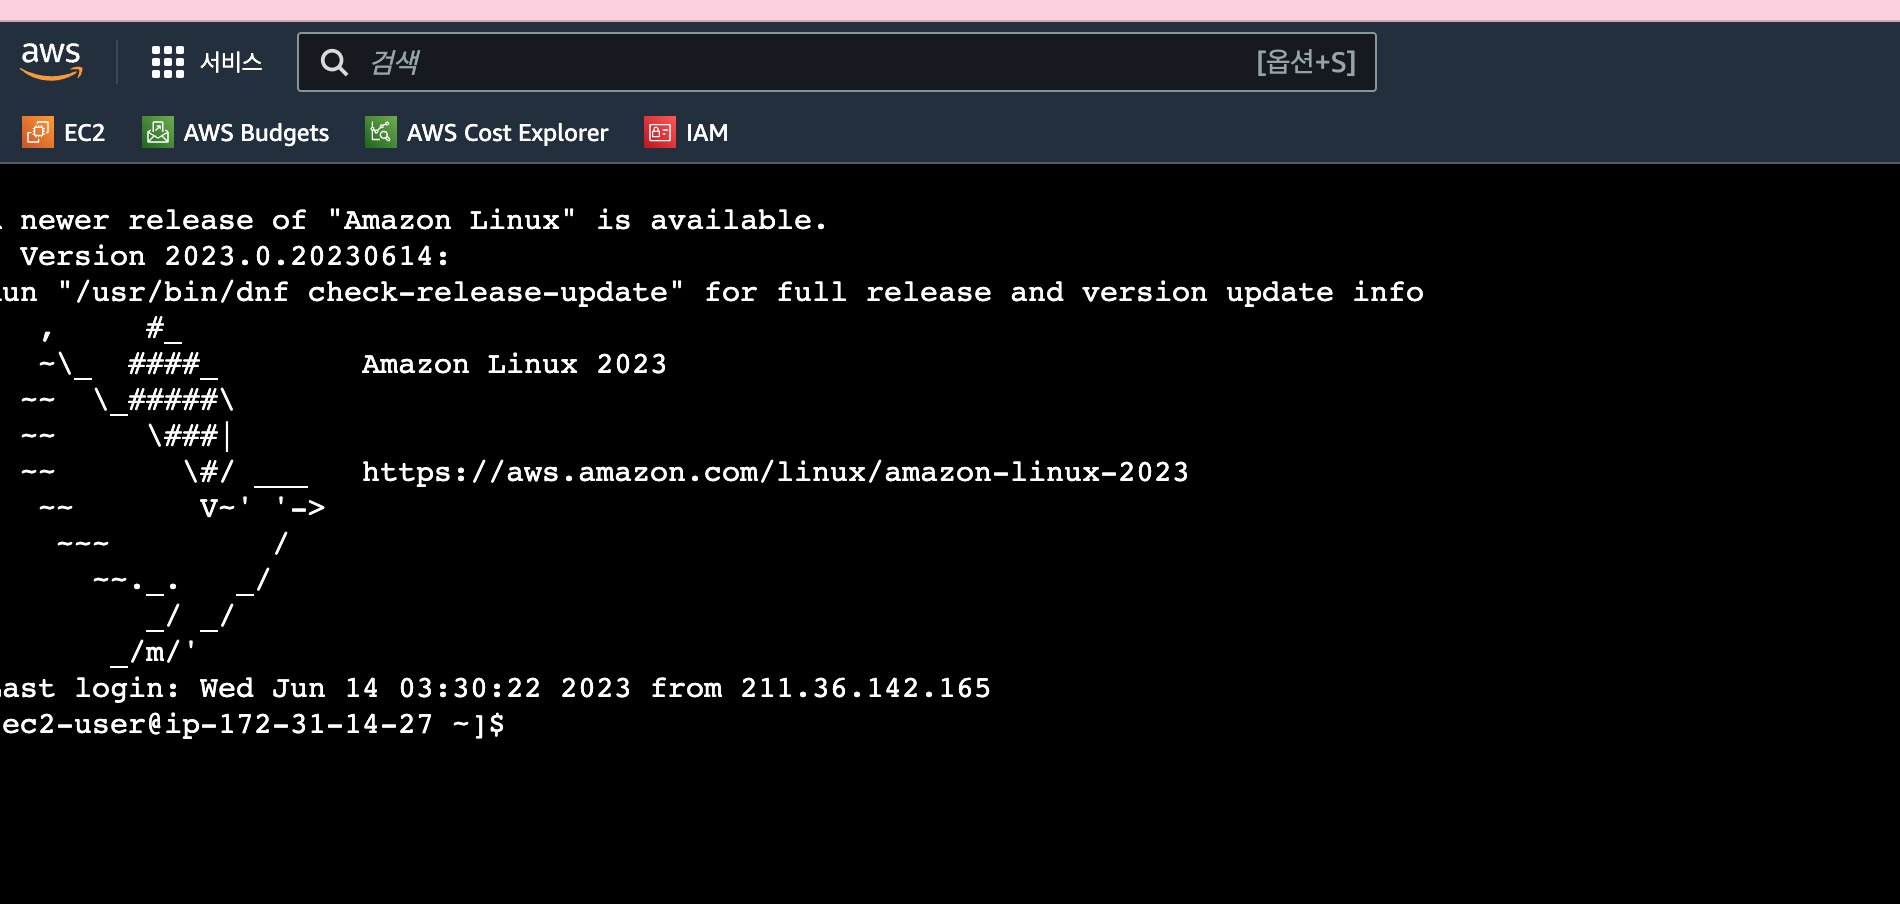 aws
서비스
검색
[옵션+S]
EC2 AWS Budgets AWS Cost Explorer IAM
newer release of "Amazon Linux" is available.
Version 2023.0.20230614:
un "/usr/bin/dnf check-release-update" for full release and version update info
   ,     #_
   ~\_  ####_        Amazon Linux 2023
  ~~  \_#####\
  ~~     \###|
  ~~       \#/ ___   https://aws.amazon.com/linux/amazon-linux-2023
   ~~       V~' '->
    ~~~         /
      ~~._.   _/
         _/ _/
       _/m/'
ast login: Wed Jun 14 03:30:22 2023 from 211.36.142.165
ec2-user@ip-172-31-14-27 ~]$